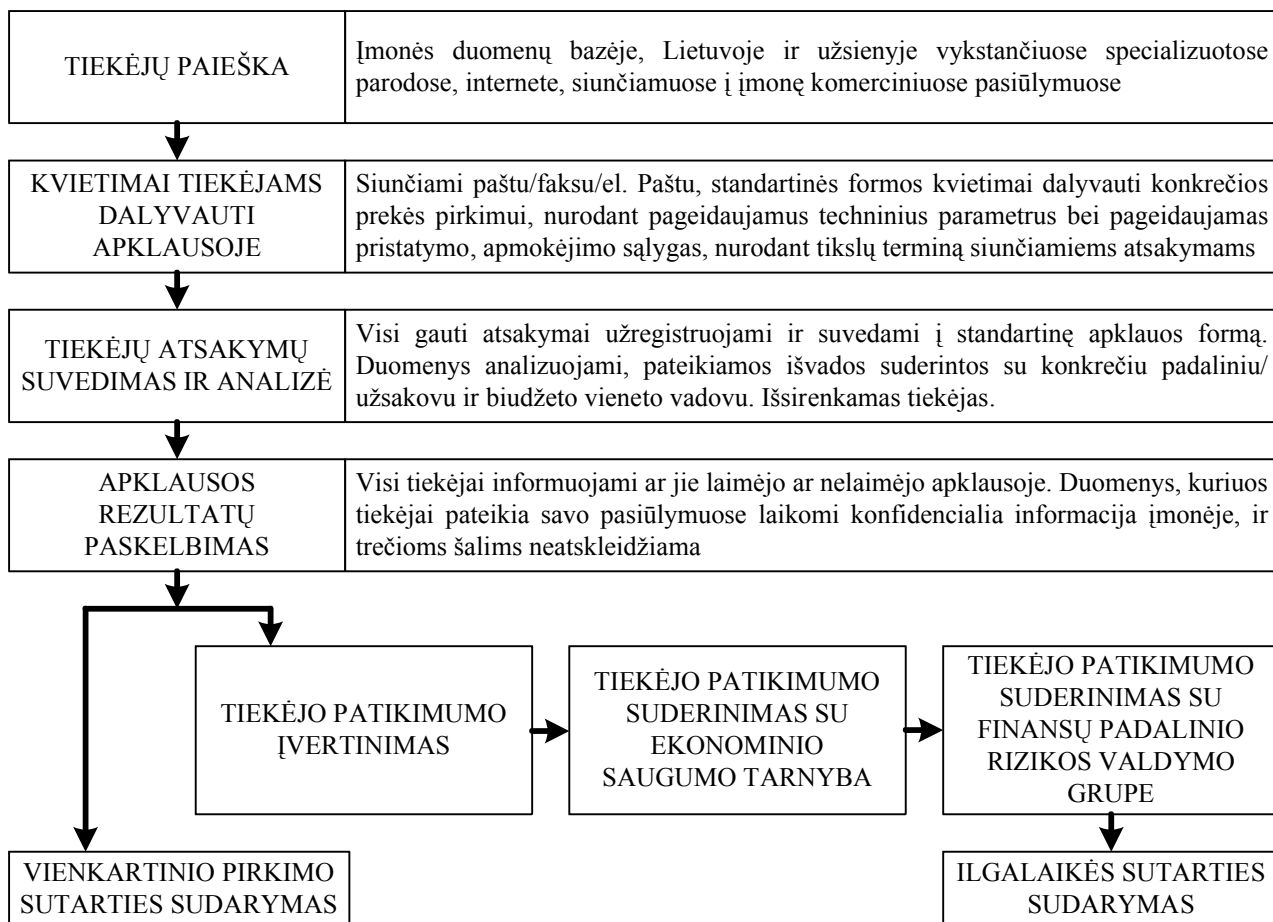 TIEKĖJŲ PAIEŠKA
Įmonės duomenų bazėje, Lietuvoje ir užsienyje vykstančiuose specializuotose
parodose, internete, siunčiamuose į įmonę komerciniuose pasiūlymuose
KVIETIMAI TIEKĖJAMS
DALYVAUTI
APKLAUSOJE
Siunčiami paštu/faksu/el. Paštu, standartinės formos kvietimai dalyvauti konkrečios
prekės pirkimui, nurodant pageidaujamus techninius parametrus bei pageidaujamas
pristatymo, apmokėjimo sąlygas, nurodant tikslų terminą siunčiamiems atsakymams
TIEKĖJŲ ATSAKYMŲ
SUVEDIMAS IR ANALIZĖ
Visi gauti atsakymai užregistruojami ir suvedami į standartinę apklauos formą.
Duomenys analizuojami, pateikiamos išvados suderintos su konkrečiu padaliniu/
užsakovu ir biudžeto vieneto vadovu. Išsirenkamas tiekėjas.
APKLAUSOS
REZULTATŲ
PASKELBIMAS
Visi tiekėjai informuojami ar jie laimėjo ar nelaimėjo apklausoje. Duomenys, kuriuos
tiekėjai pateikia savo pasiūlymuose laikomi konfidencialia informacija įmonėje, ir
trečioms šalims neatskleidžiama
TIEKĖJO PATIKIMUMO
ĮVERTINIMAS
TIEKĖJO PATIKIMUMO
SUDERINIMAS SU
EKONOMINIO
SAUGUMO TARNYBA
TIEKĖJO PATIKIMUMO
SUDERINIMAS SU
FINANSŲ PADALINIO
RIZIKOS VALDYMO
GRUPE
VIENKARTINIO PIRKIMO
SUTARTIES SUDARYMAS
ILGALAIKĖS SUTARTIES
SUDARYMAS